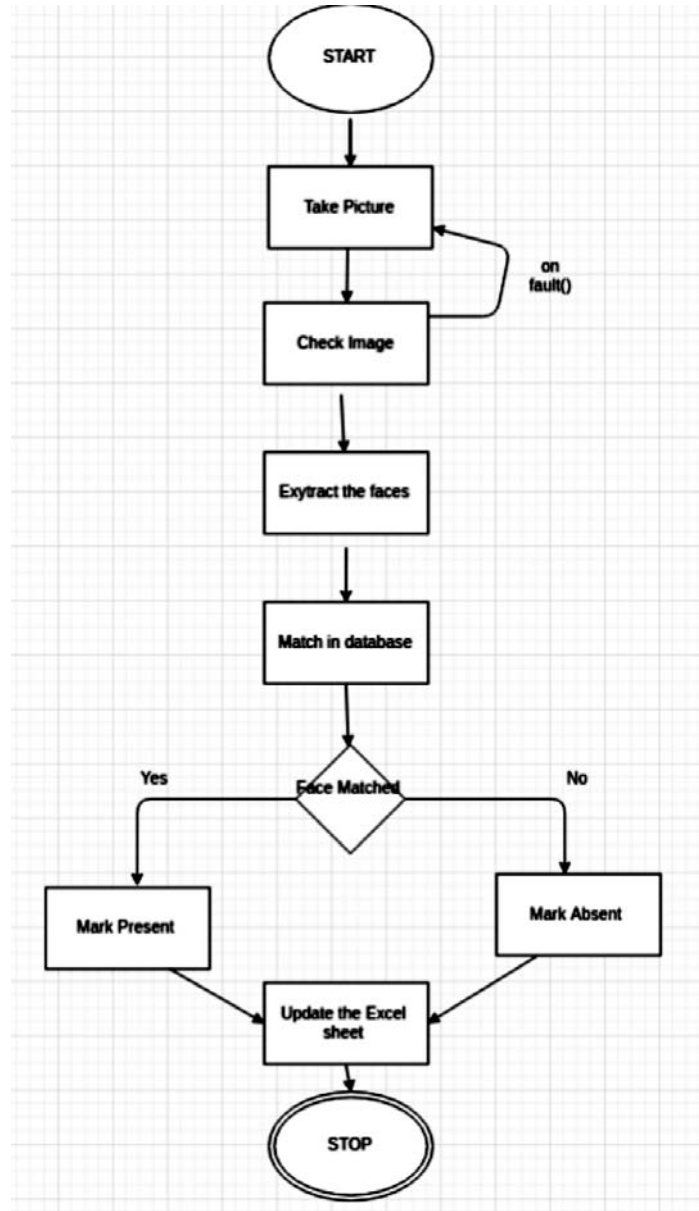 START
Take Picture
on
fault()
Check Image
Exytract the faces
Match in database
Yes
Face Matched
No
Mark Present
Mark Absent
Update the Excel
sheet
STOP